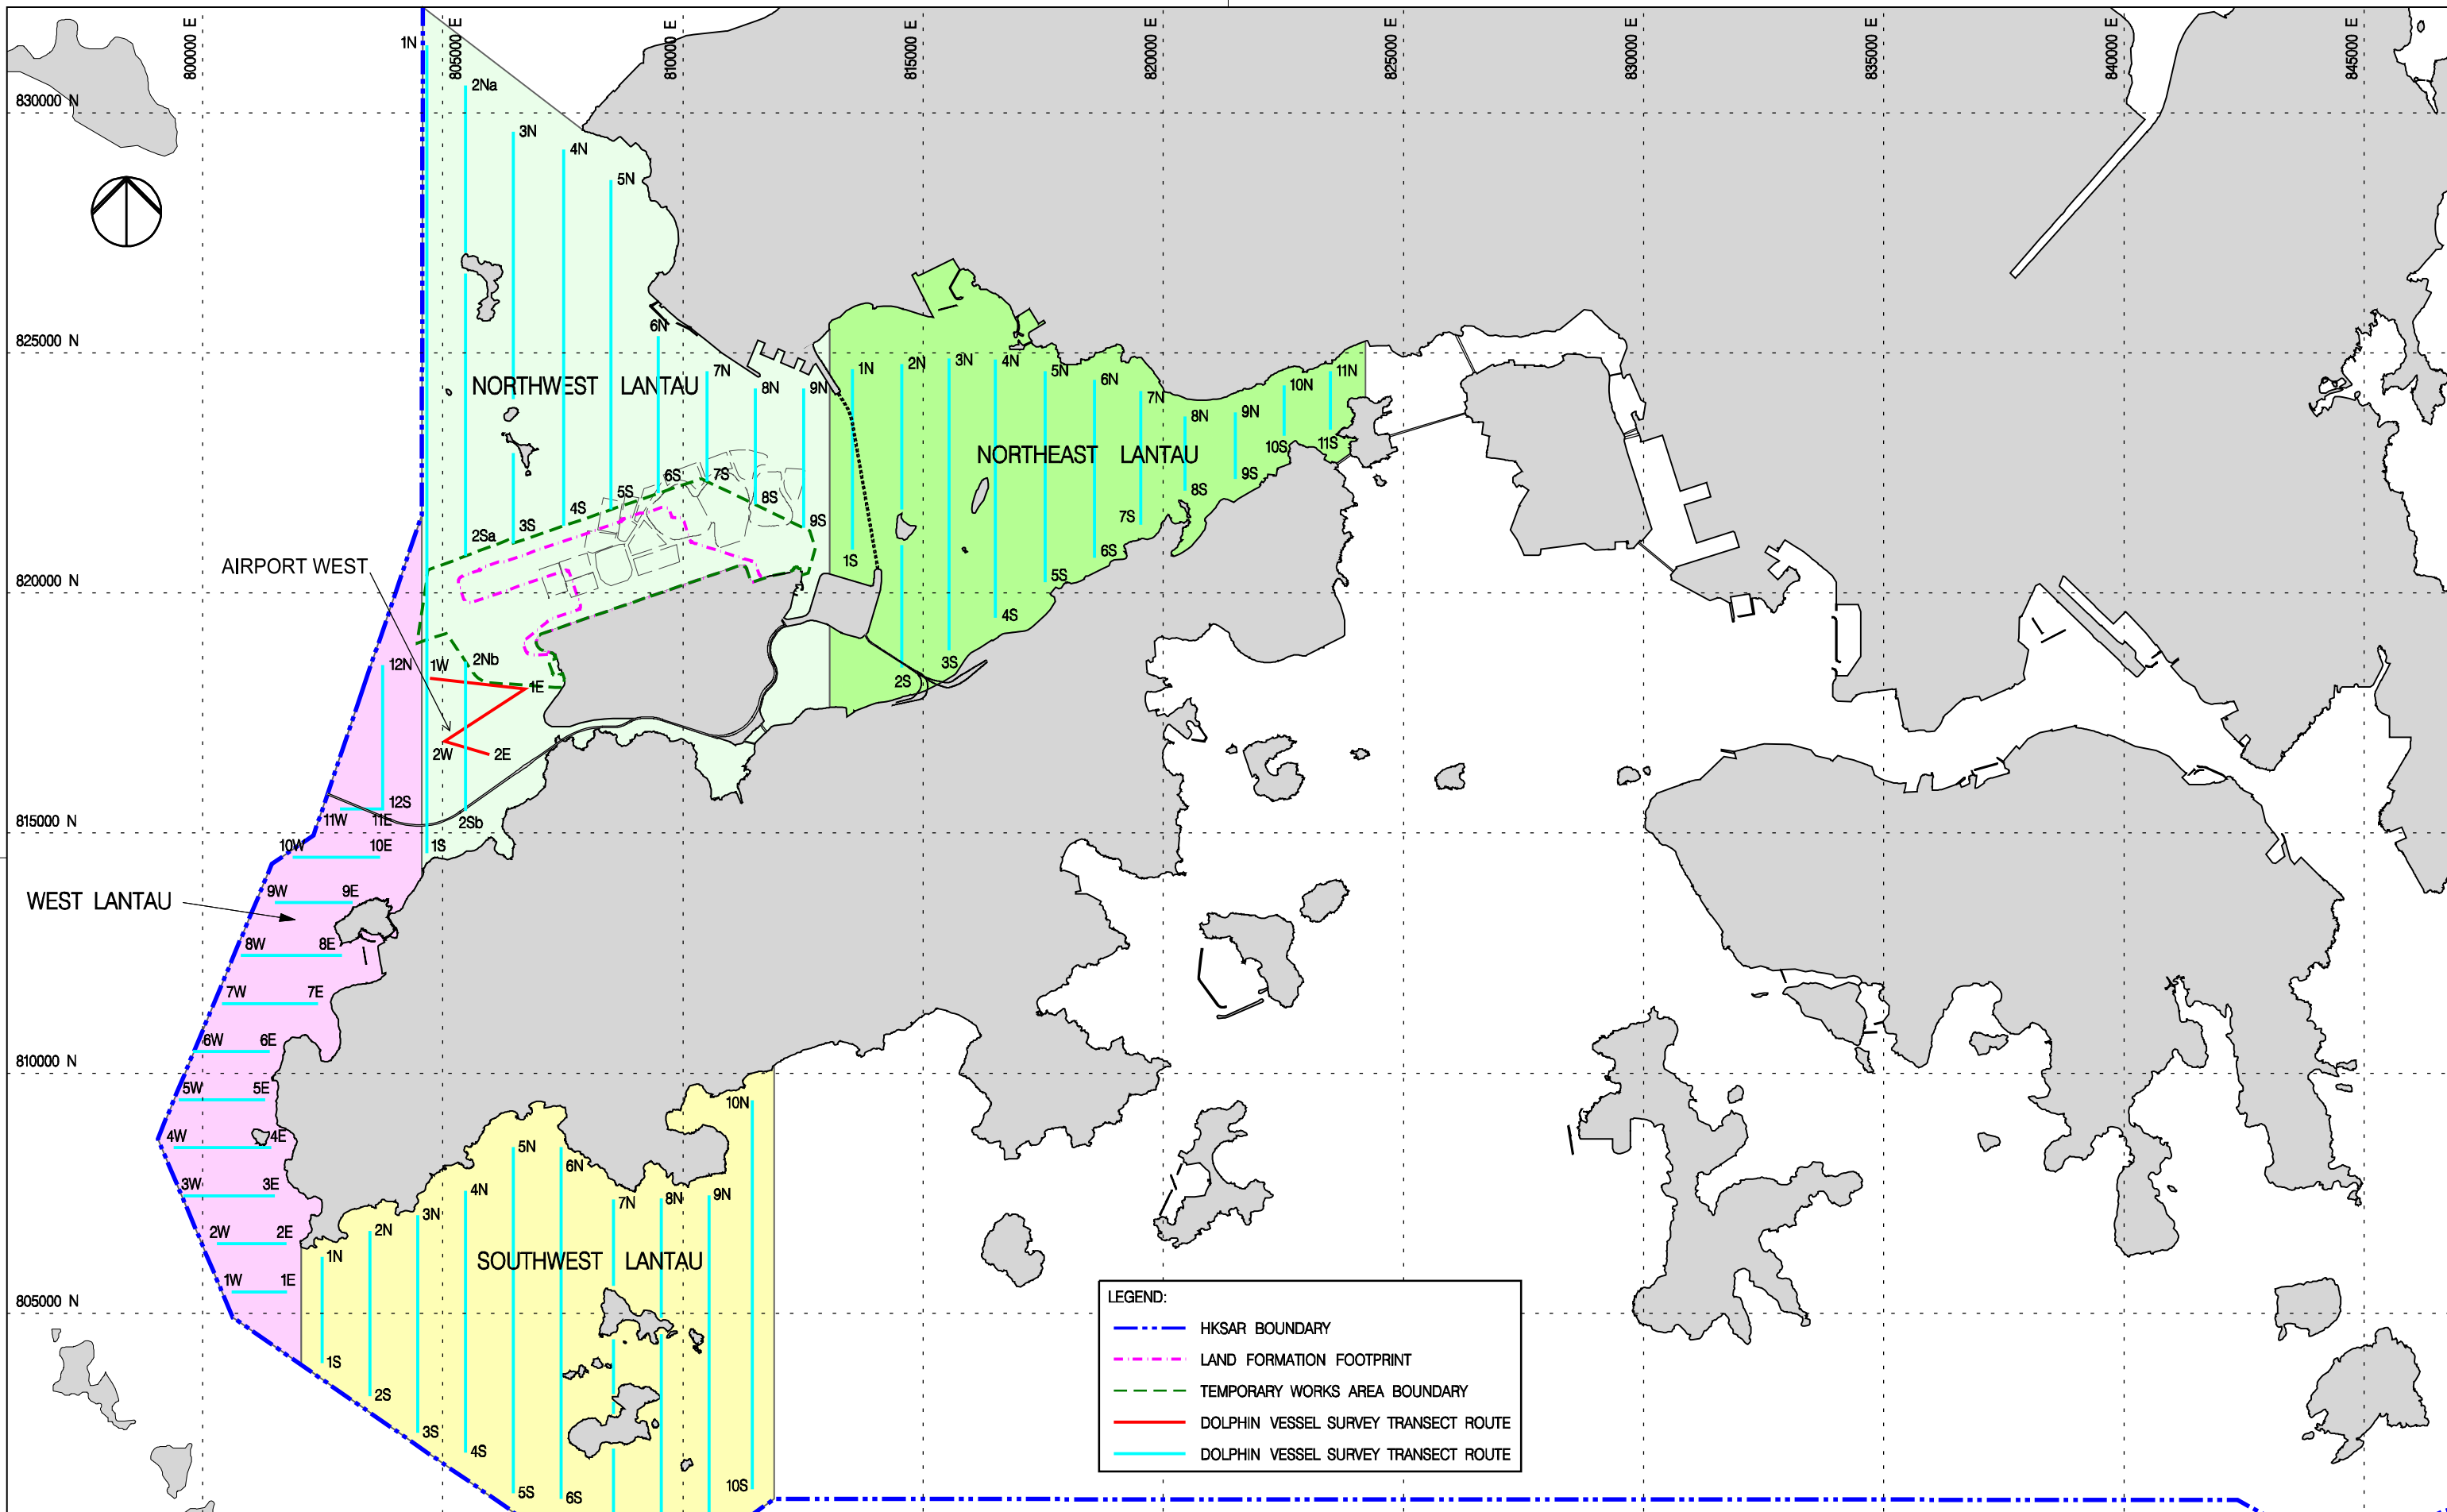 800000 E
805000 E
810000 E
815000 E
820000 E
825000 E
830000 E
835000 E
840000 E
845000 E
830000 N
825000 N
820000 N
815000 N
810000 N
805000 N
1N
2Na
3N
4N
5N
6N
7N
8N
9N
NORTHWEST LANTAU
2Sa
3S
4S
5S
6S
7S
8S
9S
1N
2N
3N
4N
5N
6N
7N
8N
9N
10N
11N
NORTHEAST LANTAU
1S
2S
3S
4S
5S
6S
7S
8S
9S
10S
11S
AIRPORT WEST
12N
1W
2Nb
1E
2W
2E
12S
11W
11E
2Sb
1S
10W
10E
WEST LANTAU
9W
9E
8W
8E
7W
7E
6W
6E
5W
5E
4W
4E
3W
3E
2W
2E
1W
1E
1N
2N
3N
4N
5N
6N
7N
8N
9N
10N
SOUTHWEST LANTAU
1S
2S
3S
4S
5S
6S
10S
LEGEND:
HKSAR BOUNDARY
LAND FORMATION FOOTPRINT
TEMPORARY WORKS AREA BOUNDARY
DOLPHIN VESSEL SURVEY TRANSECT ROUTE
DOLPHIN VESSEL SURVEY TRANSECT ROUTE